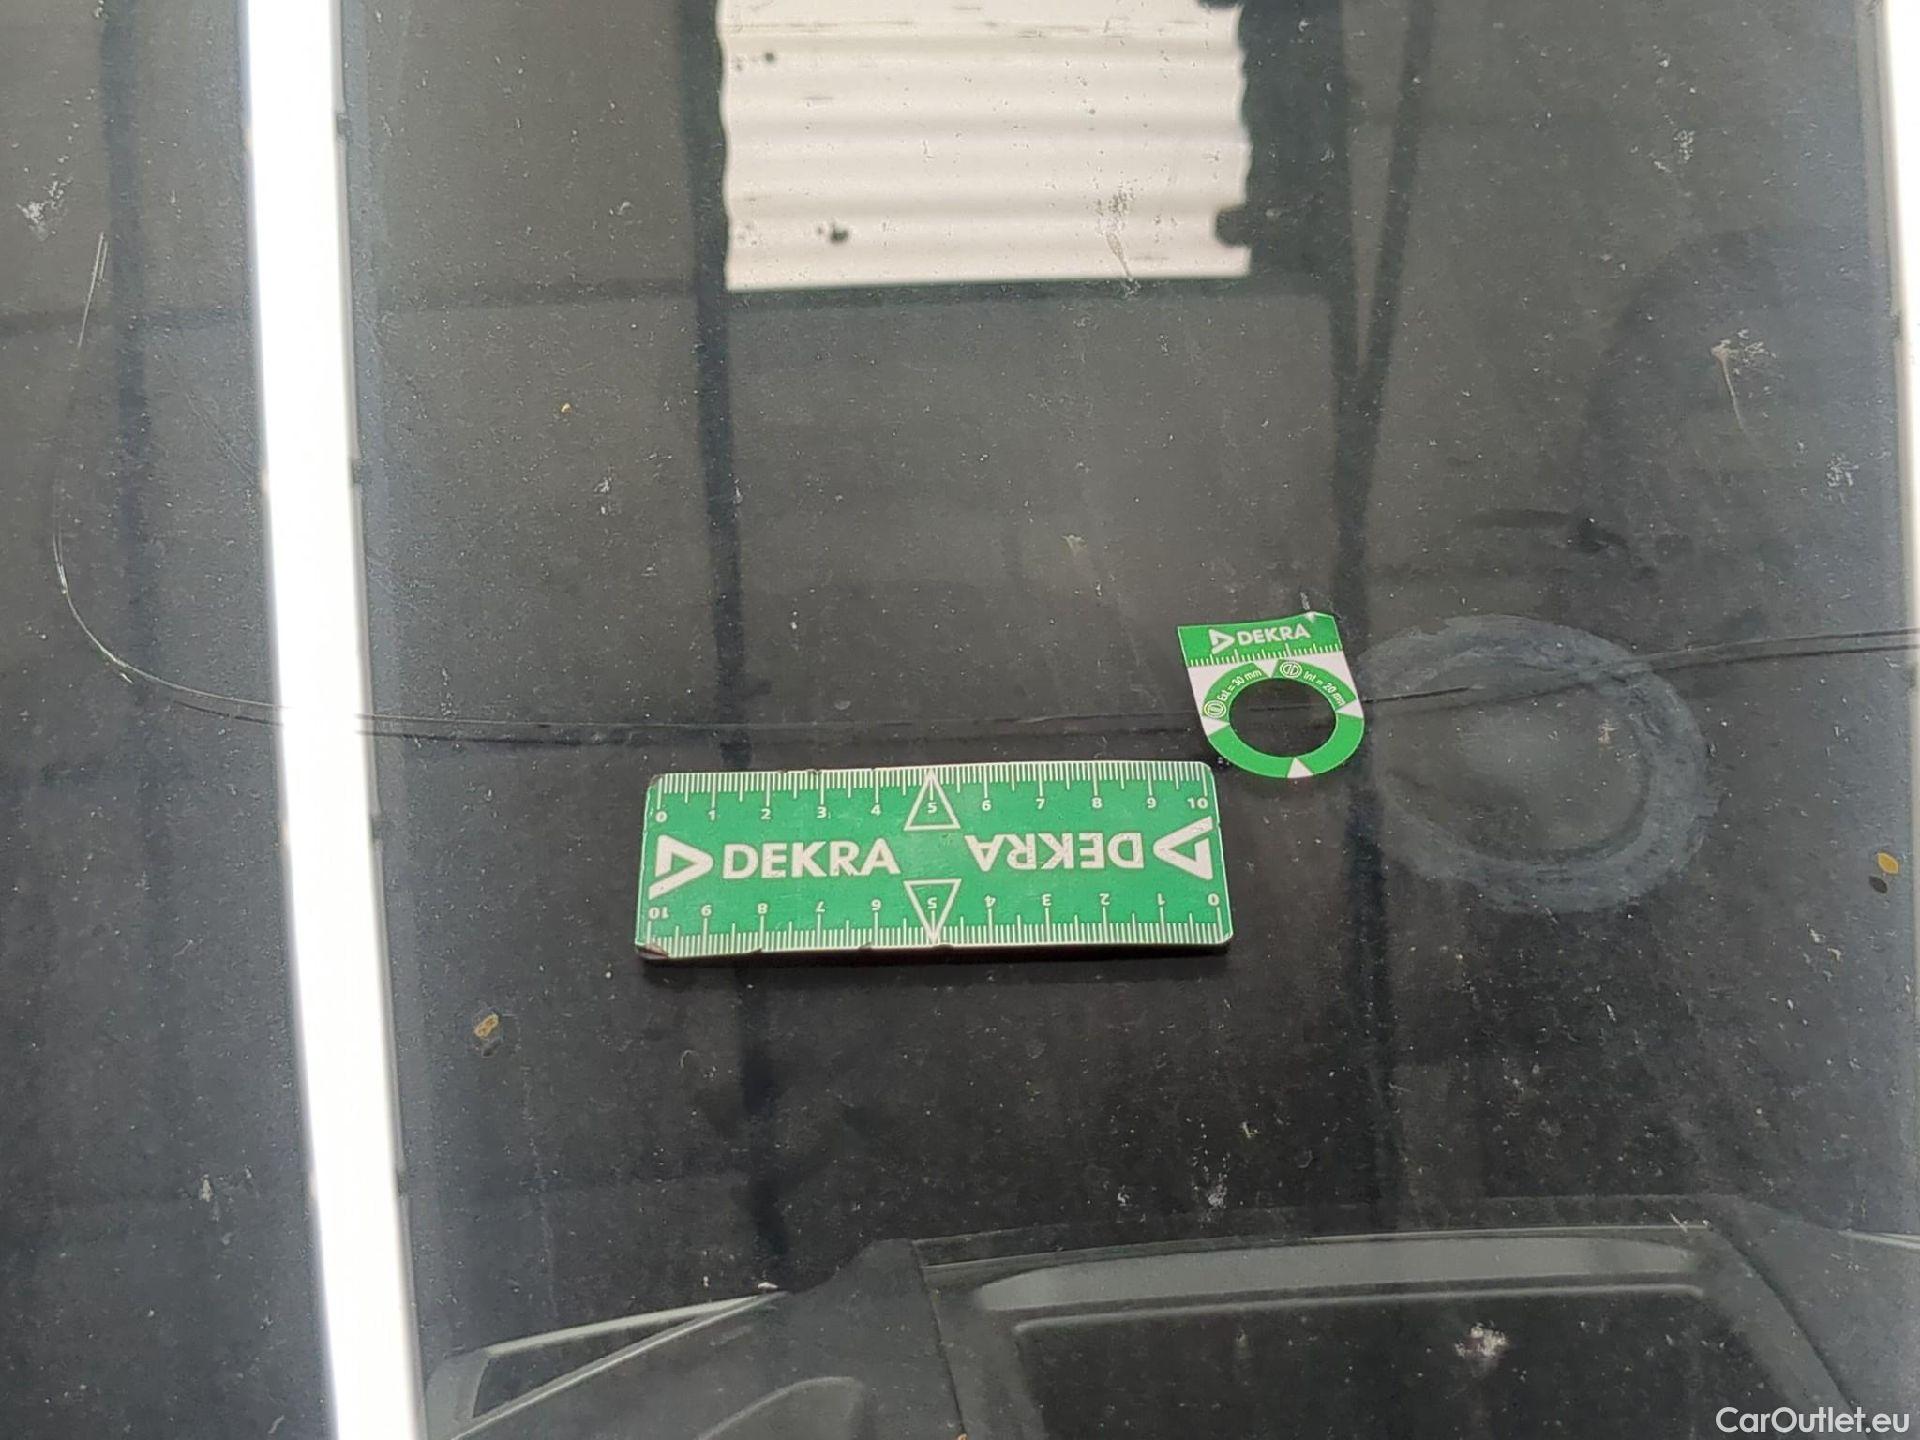 DEKRA
Ext = 30 mm Int = 20 mm
0 1 2 3 4 5 6 7 8 9 10
DEKRA DEKRA
10 9 8 7 6 5 4 3 2 1 0
CarOutlet.eu